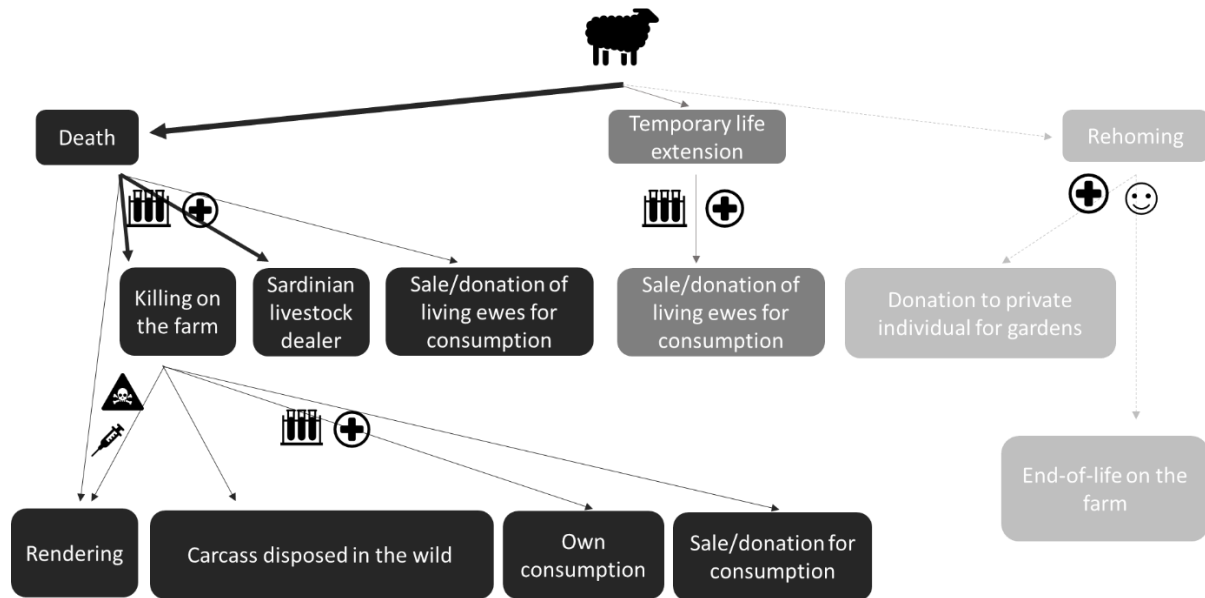 Death
Temporary life
extension
Rehoming
Killing on
the farm
Sardinian
livestock
dealer
Sale/donation of
living ewes for
consumption
Sale/donation of
living ewes for
consumption
Donation to private
individual for gardens
End-of-life on the
farm
Rendering
Carcass disposed in the wild
Own
consumption
Sale/donation for
consumption